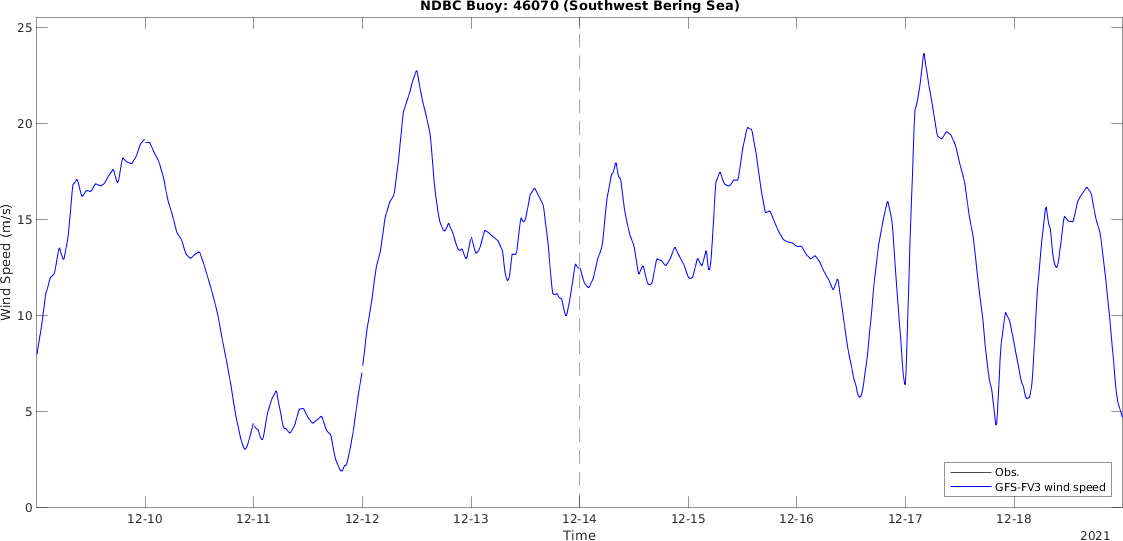 NDBC Buoy: 46070 (Southwest Bering Sea)
25
20
15
10
5
0
Wind Speed (m/s)
12-10 12-11 12-12 12-13 12-14 12-15 12-16 12-17 12-18
Time
2021
Obs.
GFS-FV3 wind speed